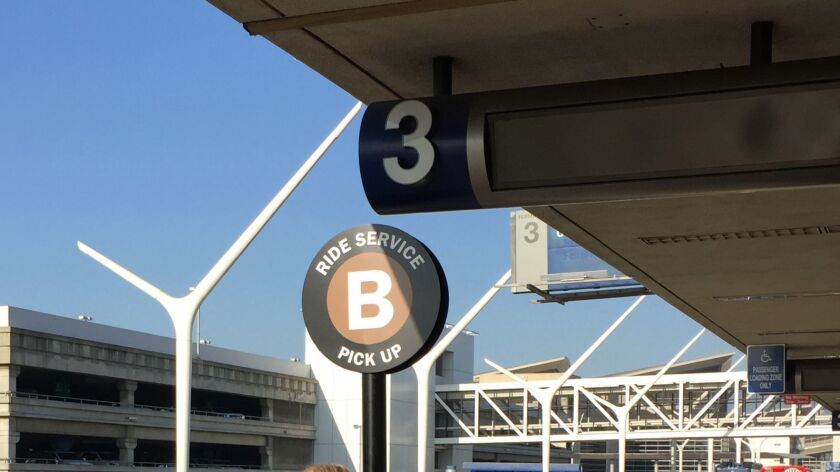 3
RIDE SERVICE
B
PICK UP
3
PASSENGER
LOADING ZONE
ONLY